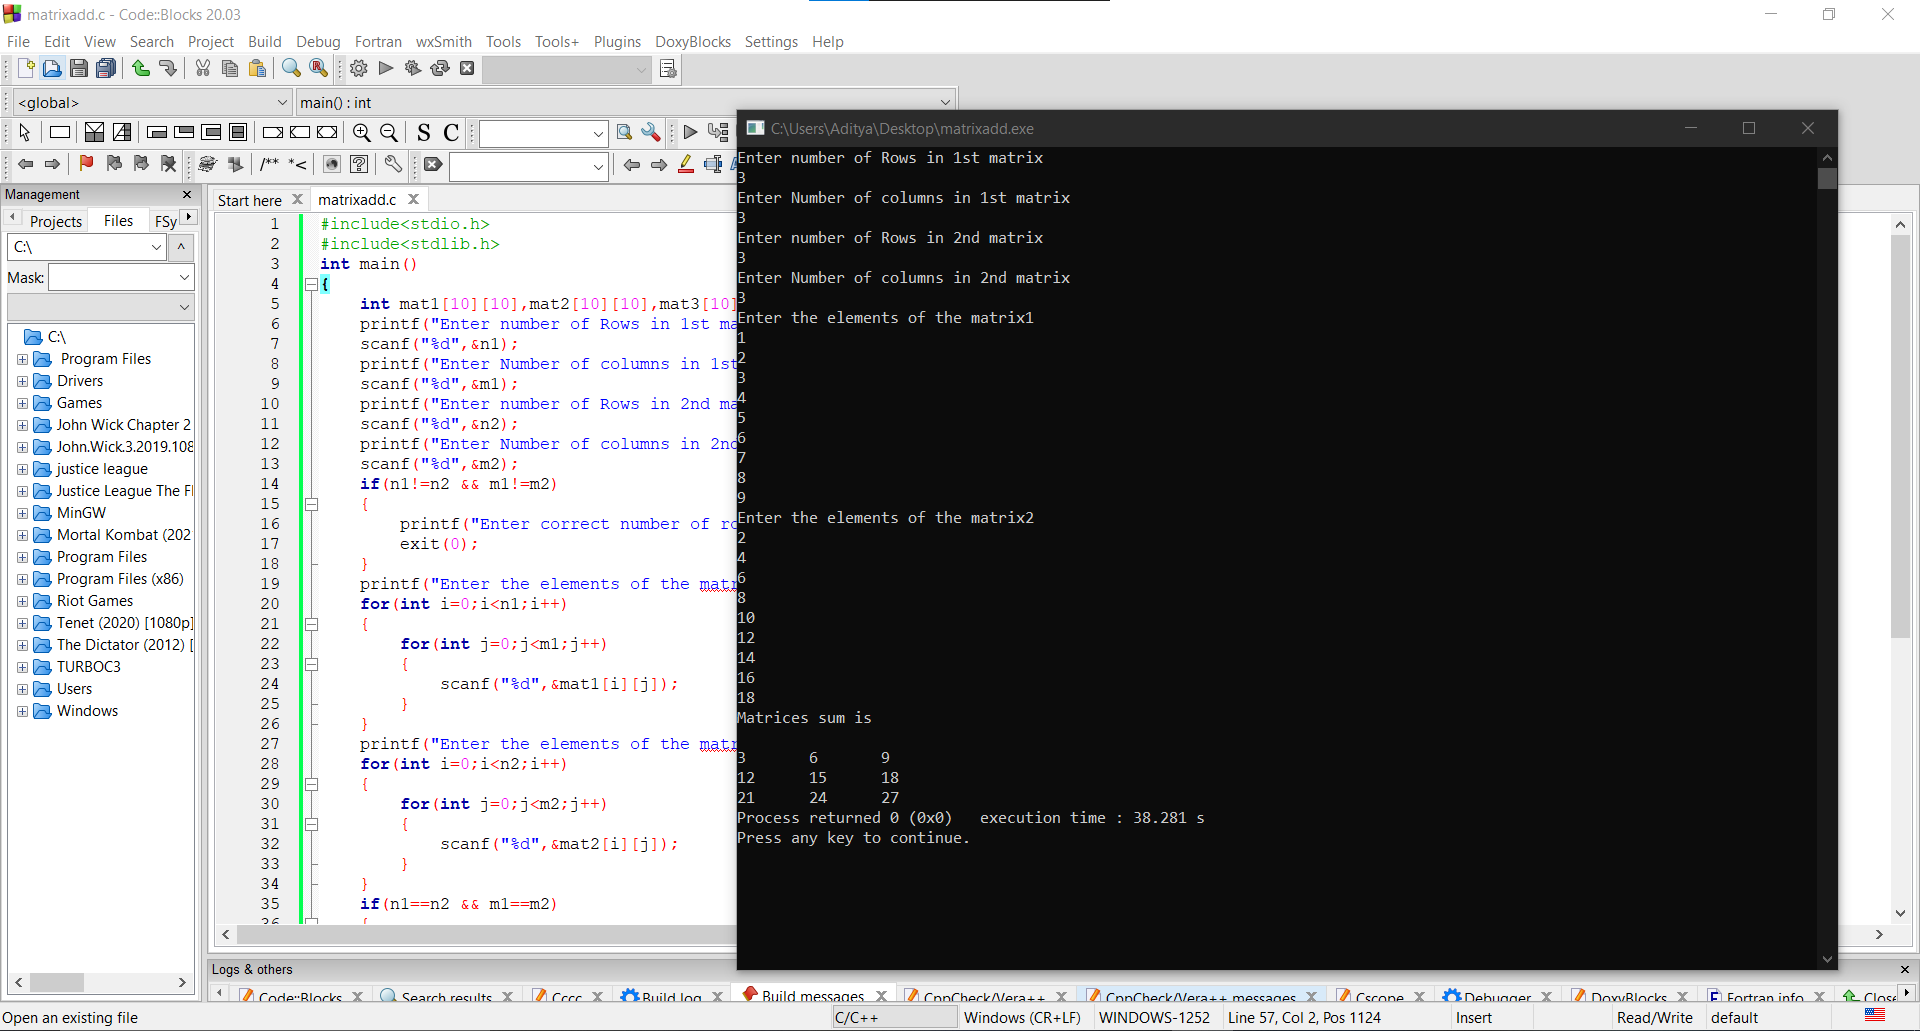 matrixadd.c - Code::Blocks 20.03
File Edit View Search Project Build Debug Fortran wxSmith Tools Tools+ Plugins DoxyBlocks Settings Help
<global> main() : int
S C
/** *<
Management
Projects Files FSy
C:\
Mask:
C:\
Program Files
Drivers
Games
John Wick Chapter 2
John.Wick.3.2019.108
justice league
Justice League The Fl
MinGW
Mortal Kombat (202
Program Files
Program Files (x86)
Riot Games
Tenet (2020) [1080p]
The Dictator (2012) [
TURBOC3
Users
Windows
Start here matrixadd.c
1 #include<stdio.h>
2 #include<stdlib.h>
3 int main()
4 {
5 int mat1[10][10],mat2[10][10],mat3[10]
6 printf("Enter number of Rows in 1st ma
7 scanf("%d",&n1);
8 printf("Enter Number of columns in 1st
9 scanf("%d",&m1);
10 printf("Enter number of Rows in 2nd ma
11 scanf("%d",&n2);
12 printf("Enter Number of columns in 2nd
13 scanf("%d",&m2);
14 if(n1!=n2 && m1!=m2)
15 {
16 printf("Enter correct number of ro
17 exit(0);
18 }
19 printf("Enter the elements of the matr
20 for(int i=0;i<n1;i++)
21 {
22 for(int j=0;j<m1;j++)
23 {
24 scanf("%d",&mat1[i][j]);
25 }
26 }
27 printf("Enter the elements of the matr
28 for(int i=0;i<n2;i++)
29 {
30 for(int j=0;j<m2;j++)
31 {
32 scanf("%d",&mat2[i][j]);
33 }
34 }
35 if(n1==n2 && m1==m2)
36 {
C:\Users\Aditya\Desktop\matrixadd.exe
Enter number of Rows in 1st matrix
3
Enter Number of columns in 1st matrix
3
Enter number of Rows in 2nd matrix
3
Enter Number of columns in 2nd matrix
3
Enter the elements of the matrix1
1
2
3
4
5
6
7
8
9
Enter the elements of the matrix2
2
4
6
8
10
12
14
16
18
Matrices sum is
3 6 9
12 15 18
21 24 27
Process returned 0 (0x0) execution time : 38.281 s
Press any key to continue.
Logs & others
Code::Blocks Search results Cccc Build log Build messages CppCheck/Vera++ CppCheck/Vera++ messages Cscope Debugger DoxyBlocks Fortran info Close
Open an existing file C/C++ Windows (CR+LF) WINDOWS-1252 Line 57, Col 2, Pos 1124 Insert Read/Write default